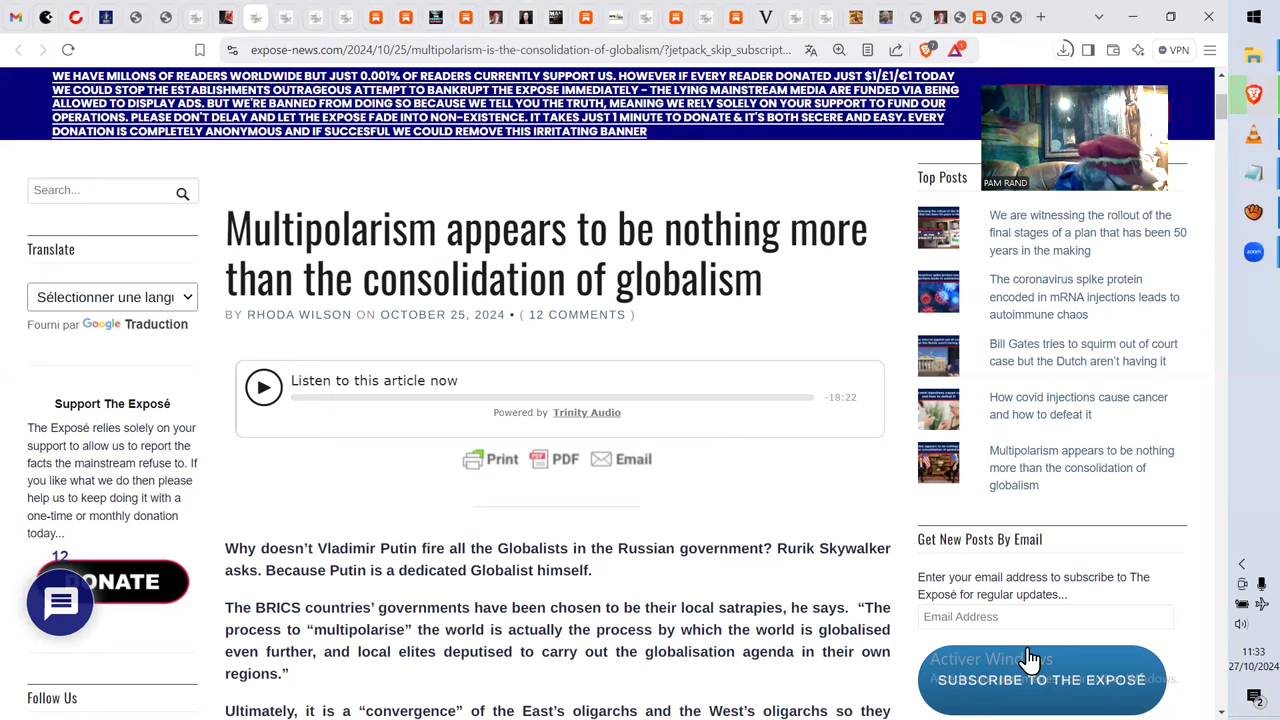 expose-news.com/2024/10/25/multipolarism-is-the-consolidation-of-globalism/?jetpack_skip_subscript...
7
1
VPN
WE HAVE MILLONS OF READERS WORLDWIDE BUT JUST 0.001% OF READERS CURRENTLY SUPPORT US. HOWEVER IF EVERY READER DONATED JUST $1/£1/€1 TODAY
WE COULD STOP THE ESTABLISHMENTS OUTRAGEOUS ATTEMPT TO BANKRUPT THE EXPOSE IMMEDIATELY - THE LYING MAINSTREAM MEDIA ARE FUNDED VIA BEING
ALLOWED TO DISPLAY ADS. BUT WE'RE BANNED FROM DOING SO BECAUSE WE TELL YOU THE TRUTH, MEANING WE RELY SOLELY ON YOUR SUPPORT TO FUND OUR
OPERATION. PLEASE DON'T DELAY AND LET THE EXPOSE FADE INTO NON-EXISTENCE. IT TAKES JUST 1 MINUTE TO DONATE & IT'S BOTH SECERE AND EASY. EVERY
DONATION IS COMPLETELY ANONYMOUS AND IF SUCCESFUL WE COULD REMOVE THIS IRRITATING BANNER
PAM RAND
Search...
Translate
Sélectionner une langu
Fourni par Google Traduction
Support The Exposé
The Exposé relies solely on your
support to allow us to report the
facts the mainstream refuse to. If
you like what we do then please
help us to keep doing it with a
one-time or monthly donation
today...
12
DONATE
Follow Us
Multipolarism appears to be nothing more
than the consolidation of globalism
BY RHODA WILSON ON OCTOBER 25, 2024 • ( 12 COMMENTS )
Listen to this article now
-18:22
Powered by Trinity Audio
Print PDF Email
Why doesn't Vladimir Putin fire all the Globalists in the Russian government? Rurik Skywalker
asks. Because Putin is a dedicated Globalist himself.
The BRICS countries' governments have been chosen to be their local satrapies, he says. “The
process to “multipolarise” the world is actually the process by which the world is globalised
even further, and local elites deputised to carry out the globalisation agenda in their own
regions.”
Ultimately, it is a “convergence” of the East's oligarchs and the West's oligarchs so they
Top Posts
We are witnessing the rollout of the
final stages of a plan that has been 50
years in the making
The coronavirus spike protein
encoded in mRNA injections leads to
autoimmune chaos
Bill Gates tries to squirm out of court
case but the Dutch aren't having it
How covid injections cause cancer
and how to defeat it
Multipolarism appears to be nothing
more than the consolidation of
globalism
Get New Posts By Email
Enter your email address to subscribe to The
Exposé for regular updates...
Email Address
Activer Windows
SUBSCRIBE TO THE EXPOSE
zoom
11:33
27/10/2024
2